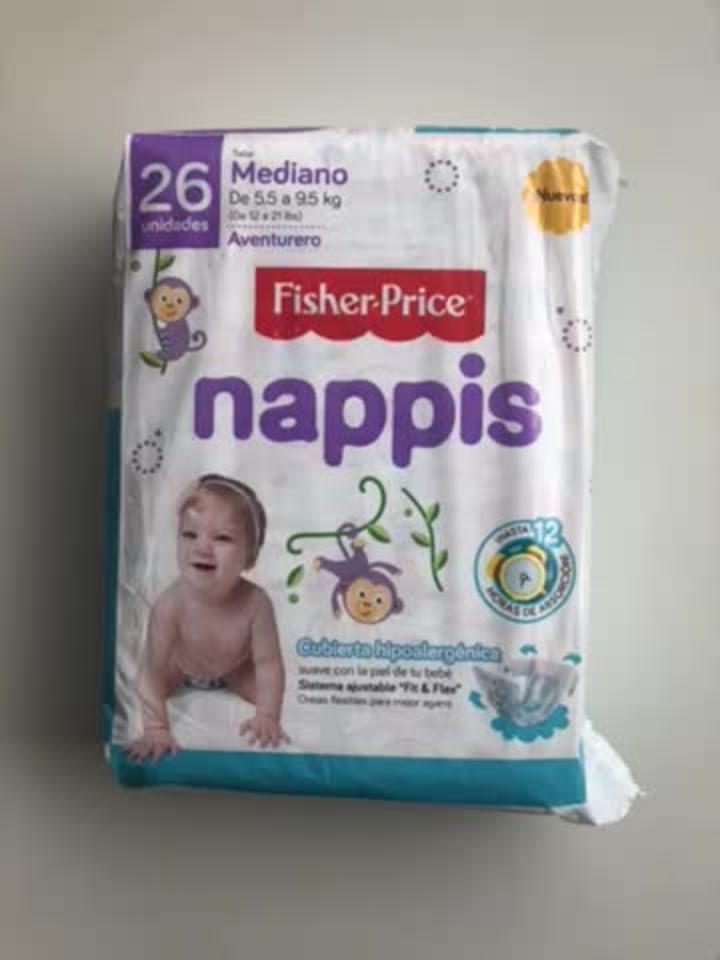 26
unidades
Talla
Mediano
De 5.5 a 9.5 kg
(De 12 a 21 lbs)
Aventurero
Fisher-Price
nappis
HASTA 12
HORAS DE ABSORCIÓN
Cubierta hipoalergénica
suave con la piel de tu bebé
Sistema ajustable "Fit & Flex"
Orejas flexibles para mejor agarre